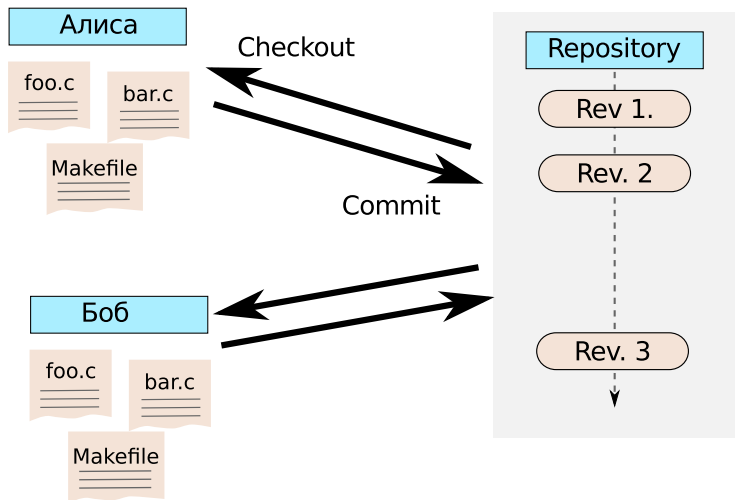 Алиса
foo.c
bar.c
Makefile
Checkout
Commit
Repository
Rev 1.
Rev. 2
Rev. 3
Боб
foo.c
bar.c
Makefile